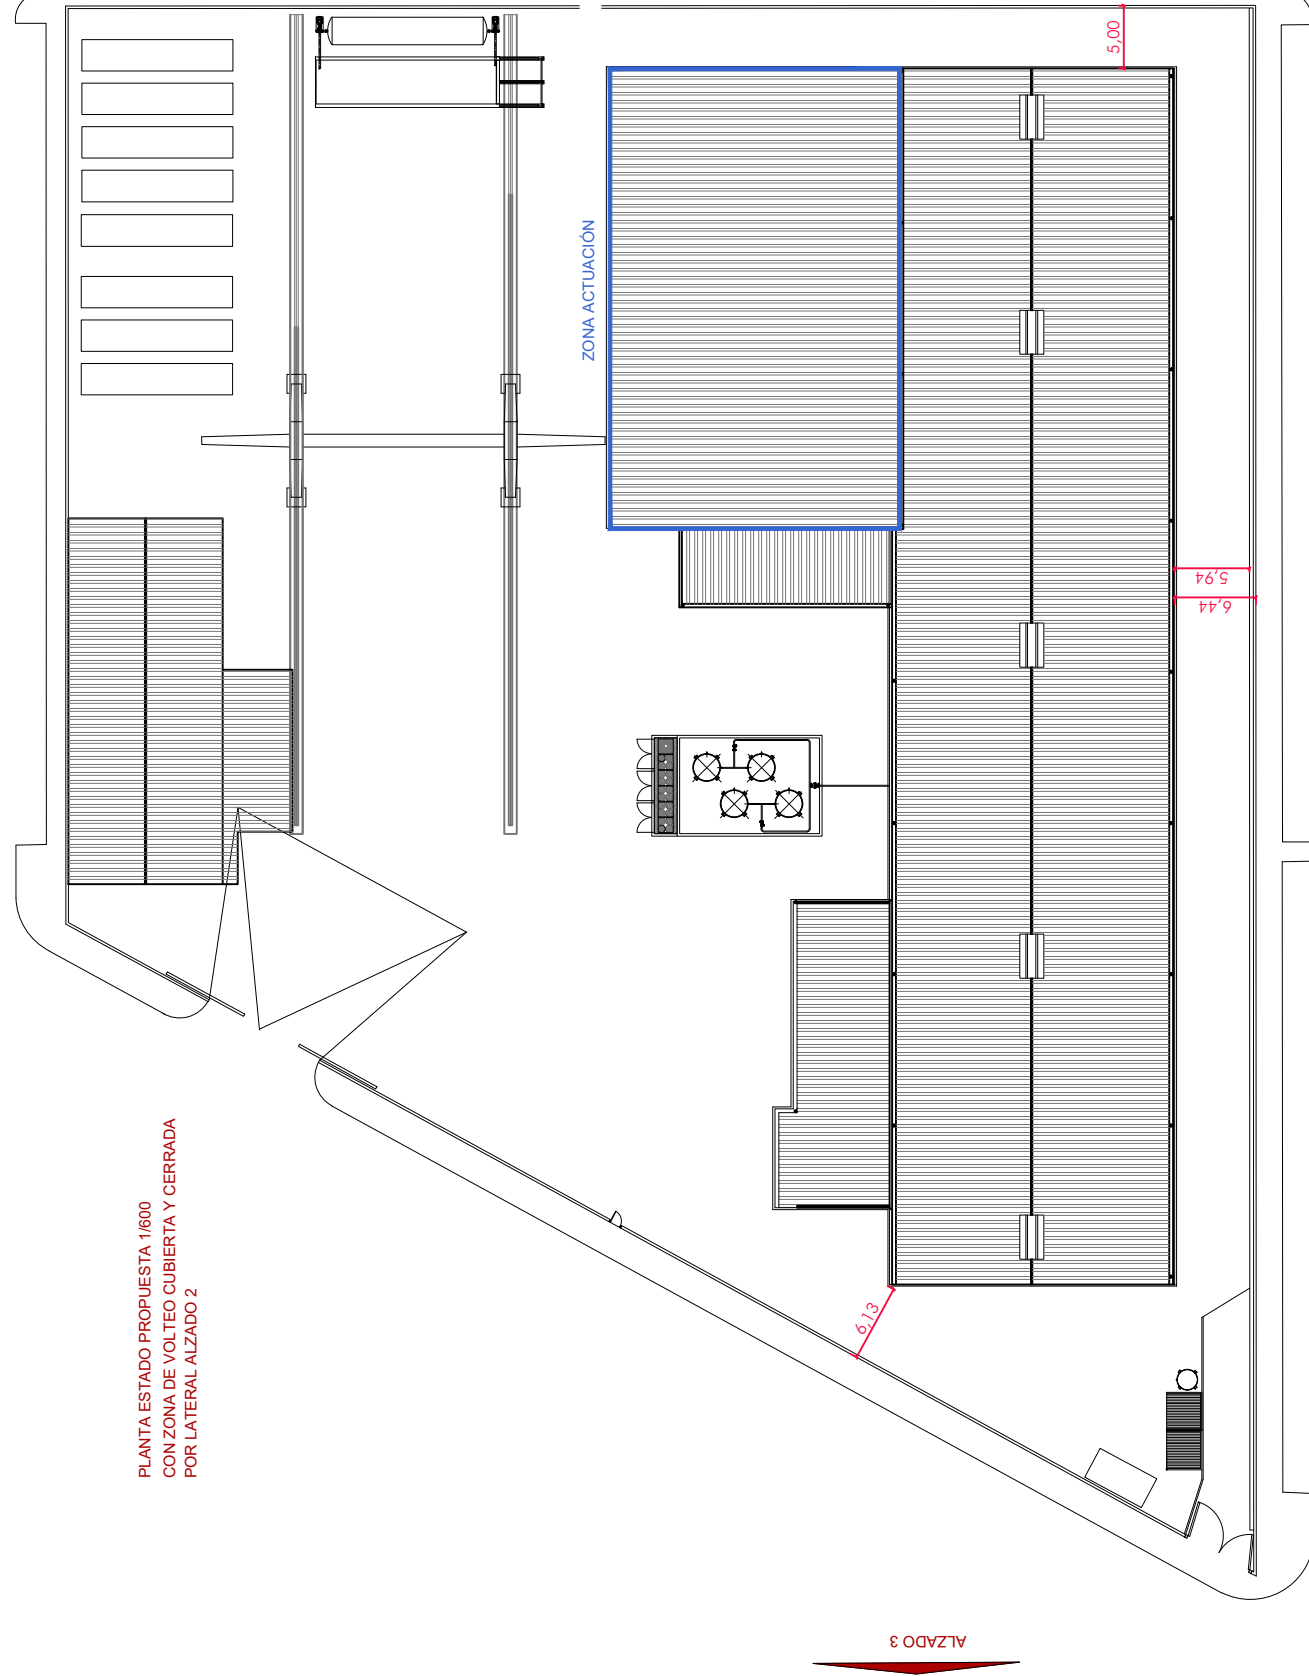 5,00
ZONA ACTUACIÓN
5,94
6,44
PLANTA ESTADO PROPUESTA 1/600
CON ZONA DE VOLTEO CUBIERTA Y CERRADA
POR LATERAL ALZADO 2
6,13
ALZADO 3